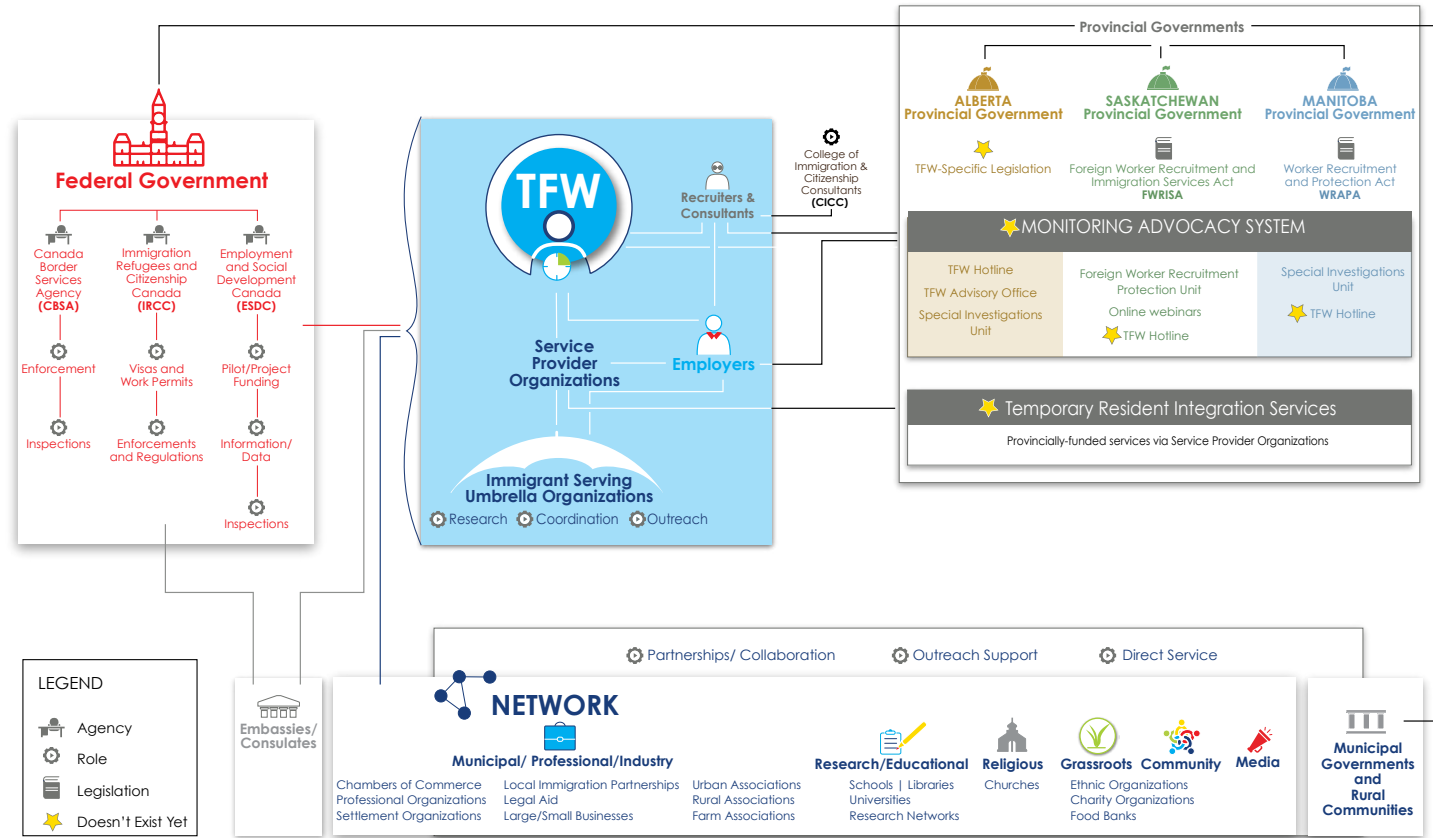 Provincial Governments
ALBERTA
Provincial Government
SASKATCHEWAN
Provincial Government
MANITOBA
Provincial Government
TFW-Specific Legislation
Foreign Worker Recruitment and
Immigration Services Act
FWRISA
Worker Recruitment
and Protection Act
WRAPA
MONITORING ADVOCACY SYSTEM
TFW Hotline
TFW Advisory Office
Special Investigations
Unit
Foreign Worker Recruitment
Protection Unit
Online webinars
TFW Hotline
Special Investigations
Unit
TFW Hotline
Temporary Resident Integration Services
Provincially-funded services via Service Provider Organizations
Federal Government
Canada
Border
Services
Agency
(CBSA)
Enforcement
Inspections
Immigration
Refugees and
Citizenship
Canada
(IRCC)
Visas and
Work Permits
Enforcements
and Regulations
Employment
and Social
Development
Canada
(ESDC)
Pilot/Project
Funding
Information/
Data
Inspections
TFW
Recruiters &
Consultants
College of
Immigration &
Citizenship
Consultants
(CICC)
Service
Provider
Organizations
Employers
Immigrant Serving
Umbrella Organizations
Research
Coordination
Outreach
LEGEND
Agency
Role
Legislation
Doesn't Exist Yet
Embassies/
Consulates
Partnerships/ Collaboration
Outreach Support
Direct Service
NETWORK
Municipal/ Professional/Industry
Chambers of Commerce
Professional Organizations
Settlement Organizations
Local Immigration Partnerships
Legal Aid
Large/Small Businesses
Urban Associations
Rural Associations
Farm Associations
Research/Educational
Schools | Libraries
Universities
Research Networks
Religious
Churches
Grassroots
Community
Ethnic Organizations
Charity Organizations
Food Banks
Media
Municipal
Governments
and
Rural
Communities